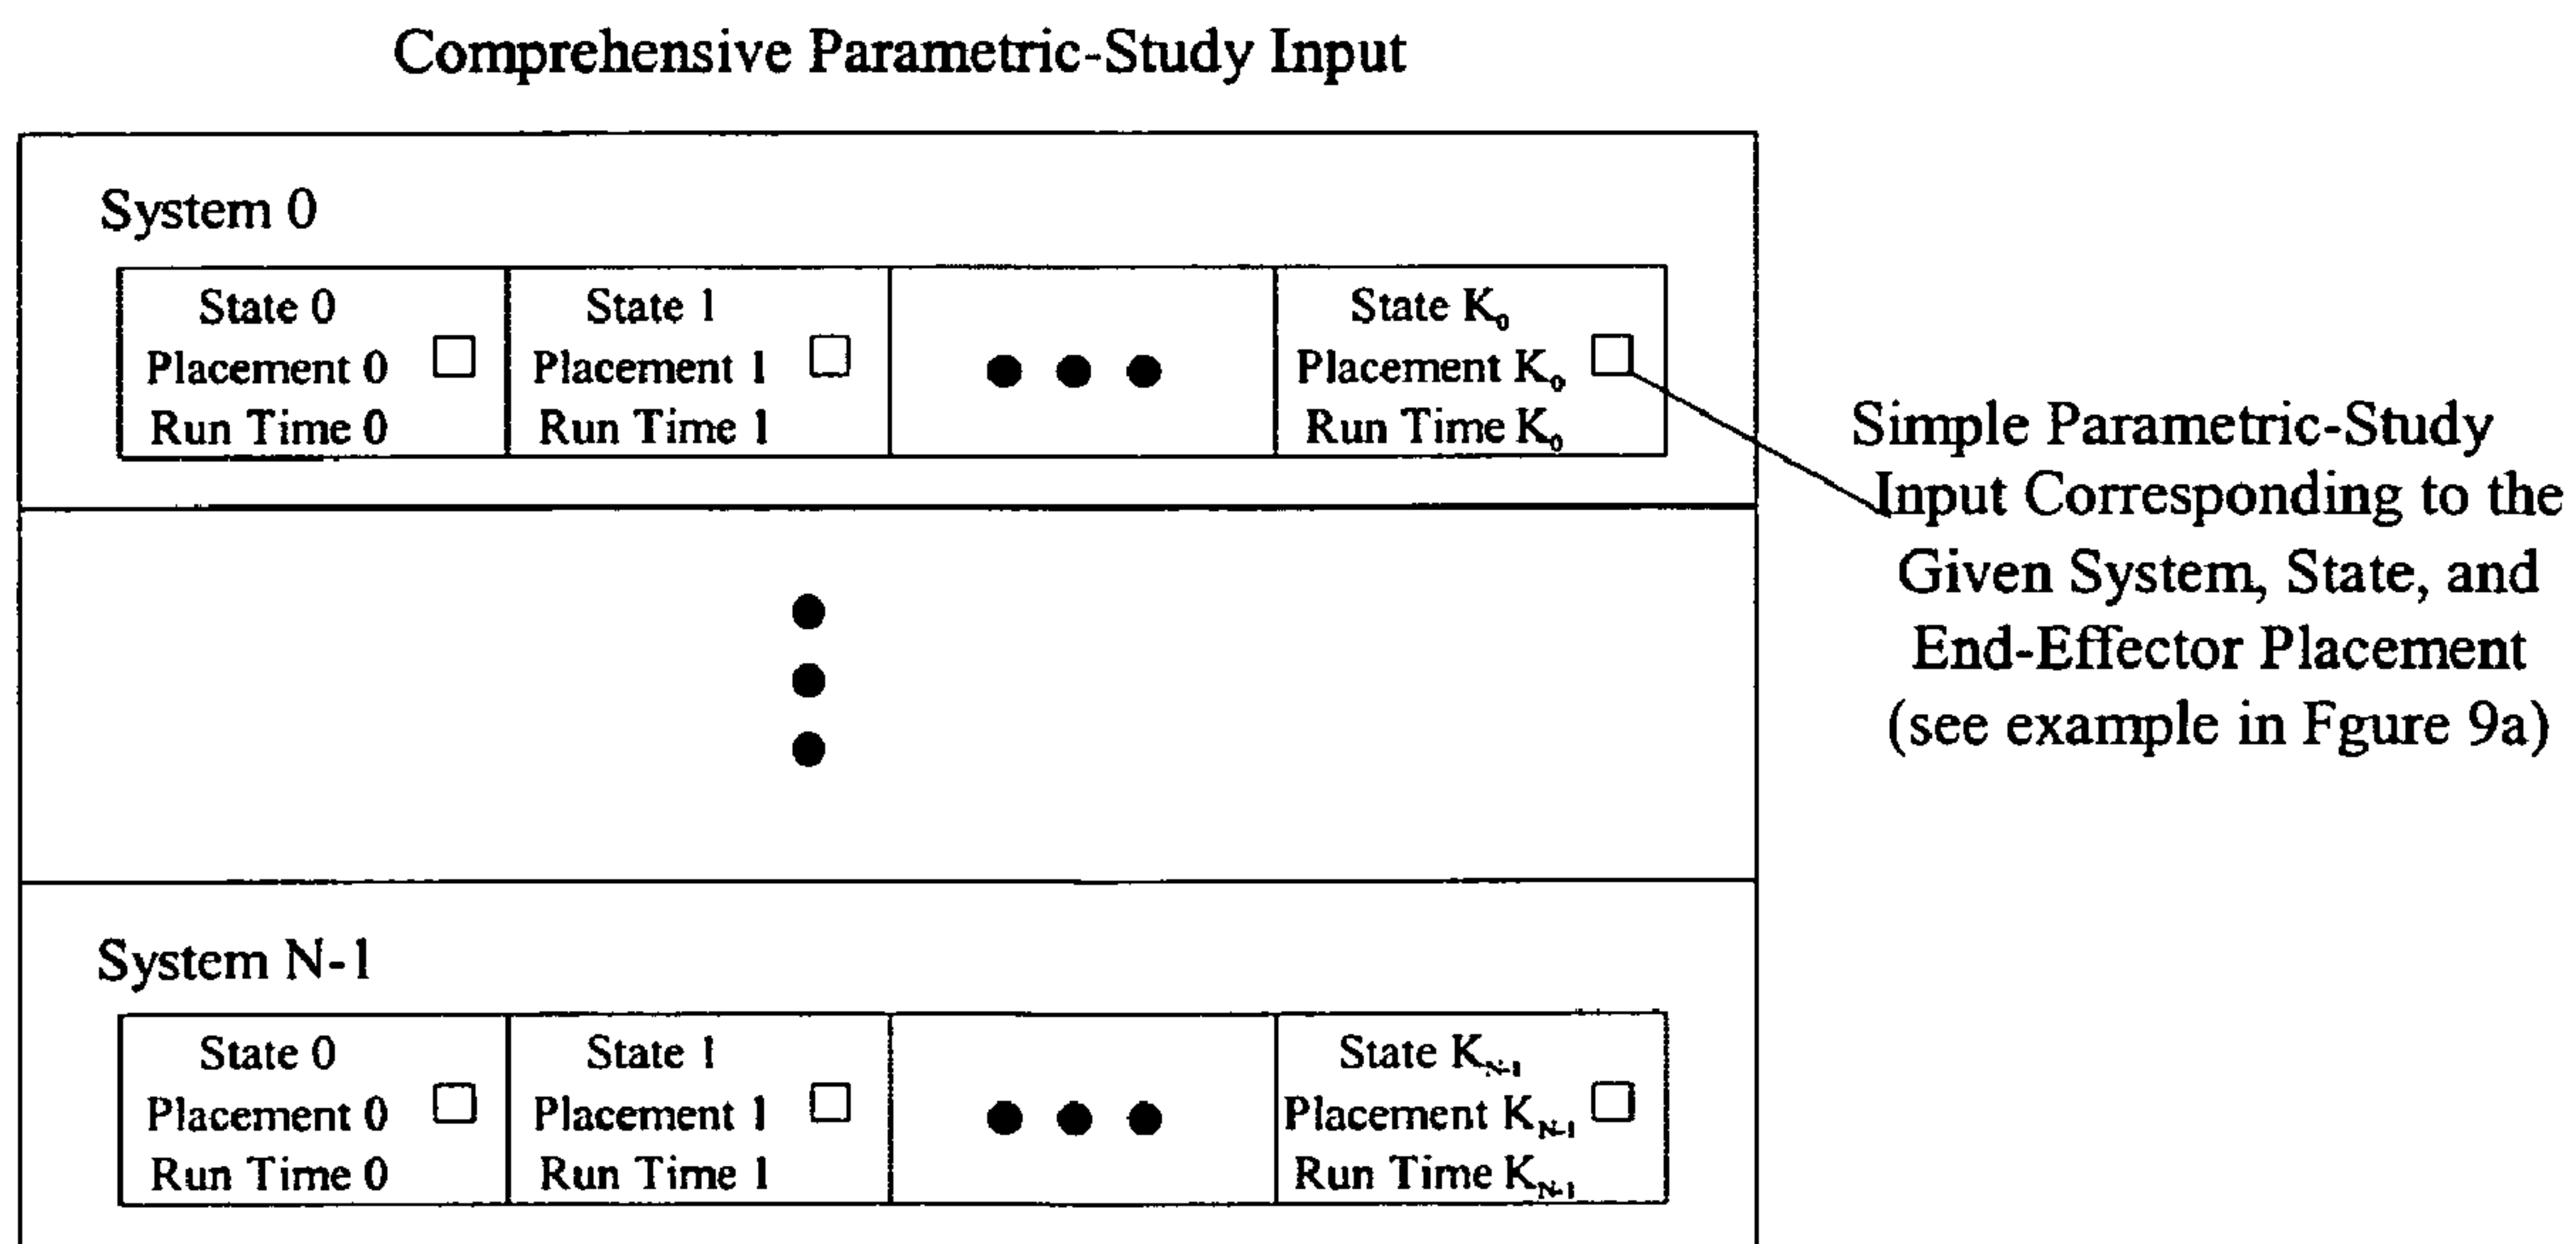 Comprehensive Parametric-Study Input
System 0
State 0
Placement 0
Run Time 0
State 1
Placement 1
Run Time 1
State K₀
Placement K₀
Run Time K₀
Simple Parametric-Study
Input Corresponding to the
Given System, State, and
End-Effector Placement
(see example in Fgure 9a)
System N-1
State 0
Placement 0
Run Time 0
State 1
Placement 1
Run Time 1
State K_N-1
Placement K_N-1
Run Time K_N-1